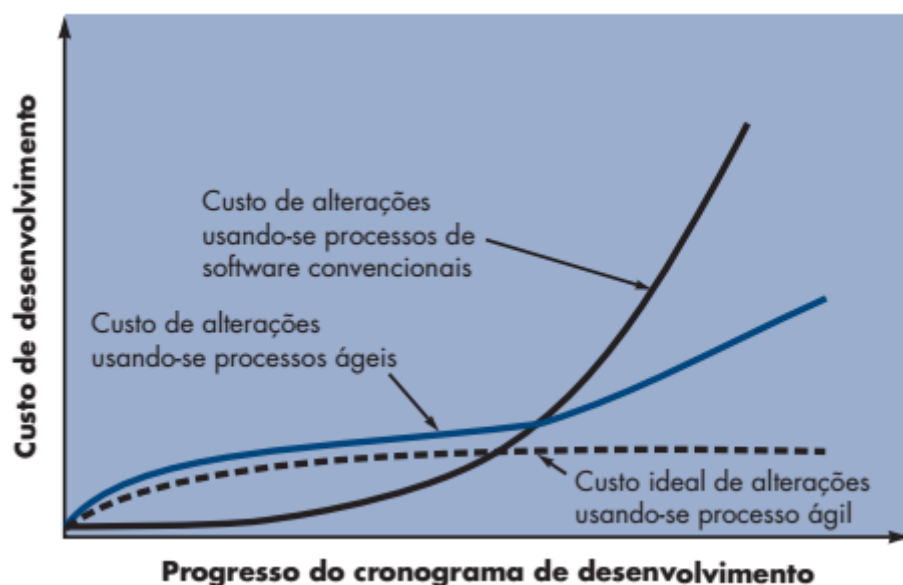 Custo de desenvolvimento
Custo de alterações
usando-se processos de
software convencionais
Custo de alterações
usando-se processos ágeis
Custo ideal de alterações
usando-se processo ágil
Progresso do cronograma de desenvolvimento